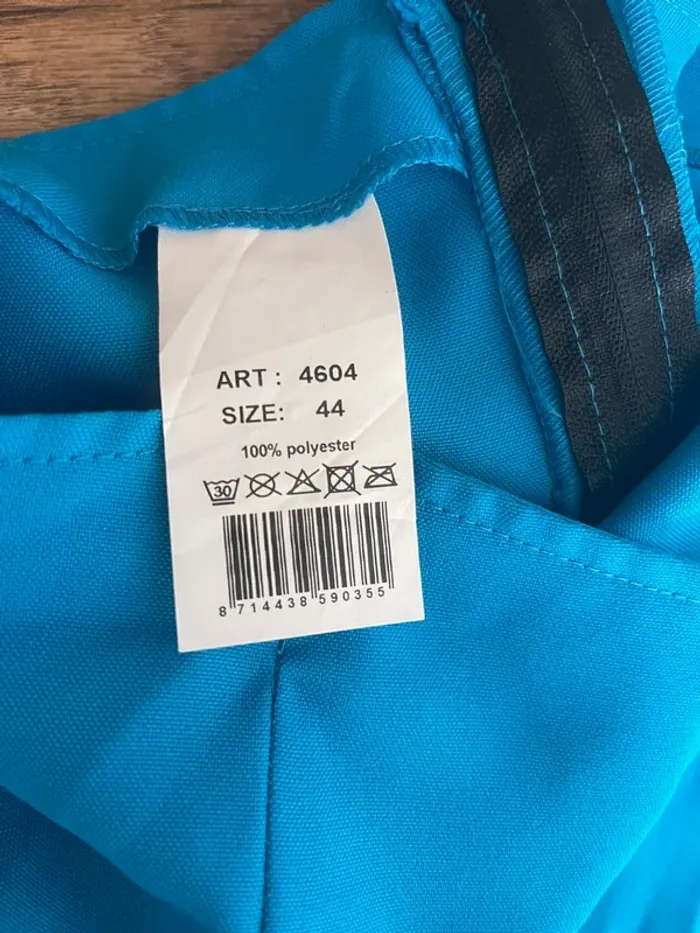 ART : 4604
SIZE: 44
100% polyester
30
8 714438 590355